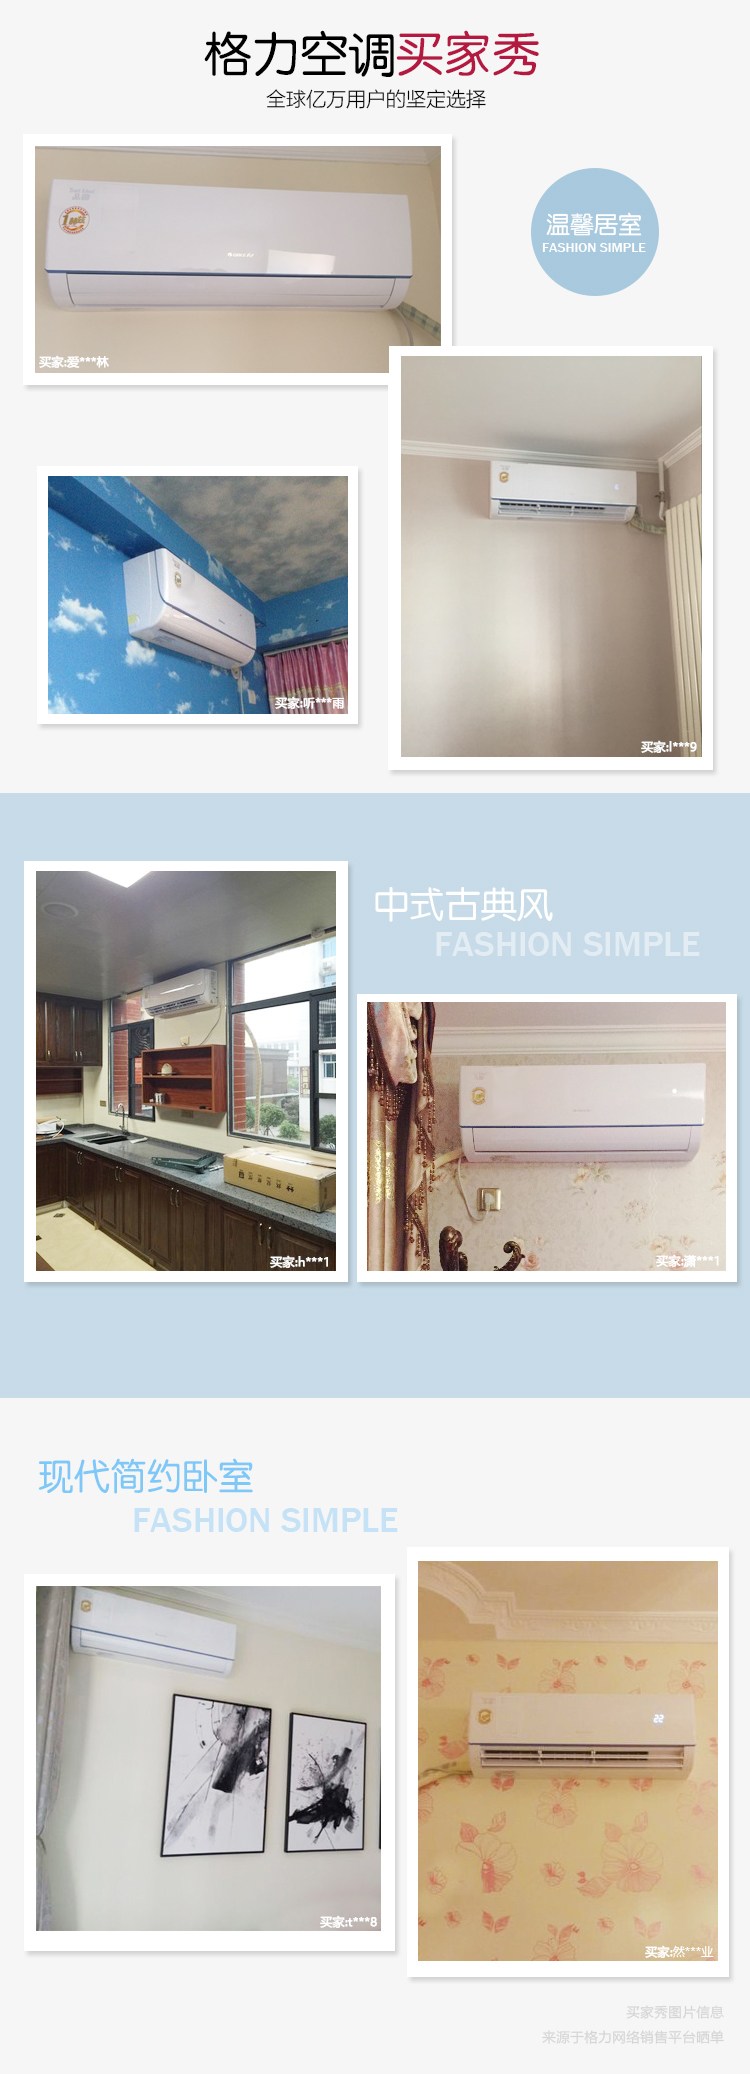 格力空调买家秀
全球亿万用户的坚定选择
温馨居室
FASHION SIMPLE
买家:爱***林
买家:听***雨
买家:l***9
中式古典风
FASHION SIMPLE
买家:h***1
买家:潇***1
现代简约卧室
FASHION SIMPLE
22
买家:t***8
买家:然***业
买家秀图片信息
来源于格力网络销售平台晒单